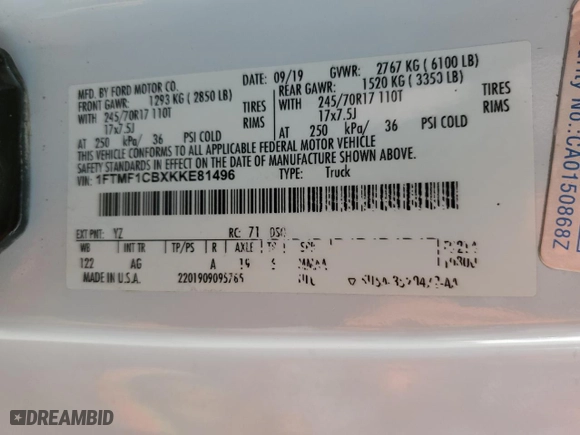 MFD. BY FORD MOTOR CO.
DATE: 09/19 GVWR: 2767 KG ( 6100 LB)
FRONT GAWR: 1293 KG ( 2850 LB) REAR GAWR: 1520 KG ( 3350 LB)
WITH 245/70R17 110T TIRES WITH 245/70R17 110T TIRES
17x7.5J RIMS 17x7.5J RIMS
AT 250 kPa/ 36 PSI COLD AT 250 kPa/ 36 PSI COLD
THIS VEHICLE CONFORMS TO ALL APPLICABLE FEDERAL MOTOR VEHICLE
SAFETY STANDARDS IN EFFECT ON THE DATE OF MANUFACTURE SHOWN ABOVE.
VIN: 1FTMF1CBXKKE81496 TYPE: Truck
EXT PNT: YZ RC: 71 DSO:
WB INT TR TP/PS R AXLE TR SPR
122 AG A 19 6
MADE IN U.S.A. 2201909095765
CA0150868Z
DREAMBID